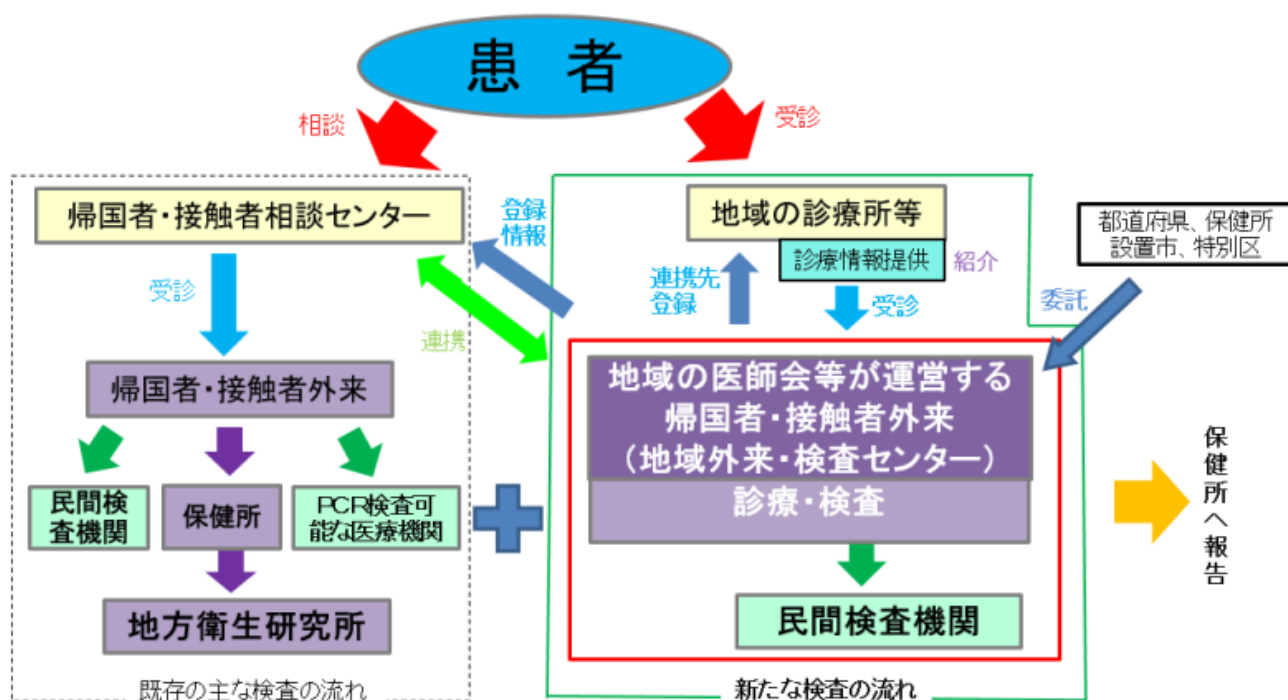 患 者
相談
受診
帰国者・接触者相談センター
登録
情報
地域の診療所等
診療情報提供
紹介
都道府県、保健所
設置市、特別区
受診
連携
連携先
登録
受診
委託
帰国者・接触者外来
地域の医師会等が運営する
帰国者・接触者外来
（地域外来・検査センター）
診療・検査
民間検
査機関
保健所
PCR検査可
能な医療機関
地方衛生研究所
民間検査機関
保健所へ報告
既存の主な検査の流れ
新たな検査の流れ